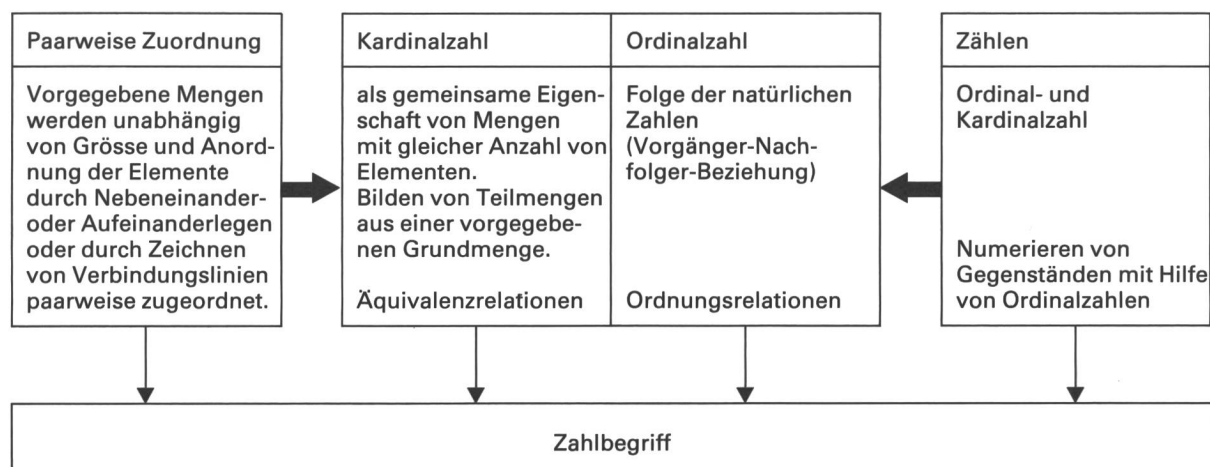 Paarweise Zuordnung
Vorgegebene Mengen
werden unabhängig
von Grösse und Anord-
nung der Elemente
durch Nebeneinander-
oder Aufeinanderlegen
oder durch Zeichnen
von Verbindungslinien
paarweise zugeordnet.
Kardinalzahl
als gemeinsame Eigen-
schaft von Mengen
mit gleicher Anzahl von
Elementen.
Bilden von Teilmengen
aus einer vorgegebe-
nen Grundmenge.
Äquivalenzrelationen
Ordinalzahl
Folge der natürlichen
Zahlen
(Vorgänger-Nach-
folger-Beziehung)
Ordnungsrelationen
Zählen
Ordinal- und
Kardinalzahl
Numerieren von
Gegenständen mit Hilfe
von Ordinalzahlen
Zahlbegriff